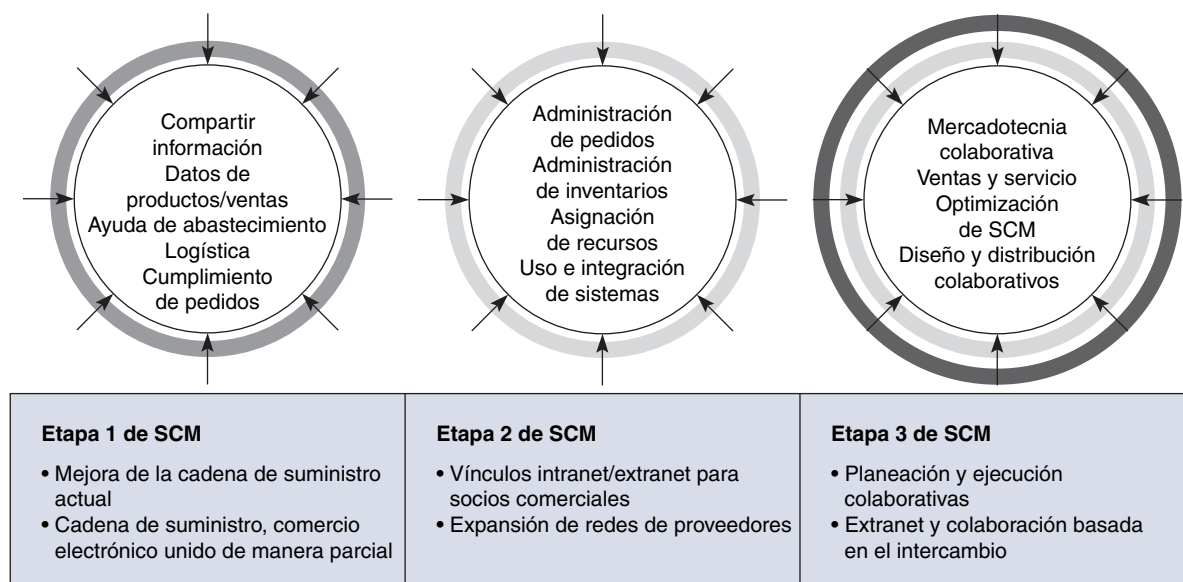 Compartir
información
Datos de
productos/ventas
Ayuda de abastecimiento
Logística
Cumplimiento
de pedidos
Administración
de pedidos
Administración
de inventarios
Asignación
de recursos
Uso e integración
de sistemas
Mercadotecnia
colaborativa
Ventas y servicio
Optimización
de SCM
Diseño y distribución
colaborativos
Etapa 1 de SCM
• Mejora de la cadena de suministro
actual
• Cadena de suministro, comercio
electrónico unido de manera parcial
Etapa 2 de SCM
• Vínculos intranet/extranet para
socios comerciales
• Expansión de redes de proveedores
Etapa 3 de SCM
• Planeación y ejecución
colaborativas
• Extranet y colaboración basada
en el intercambio